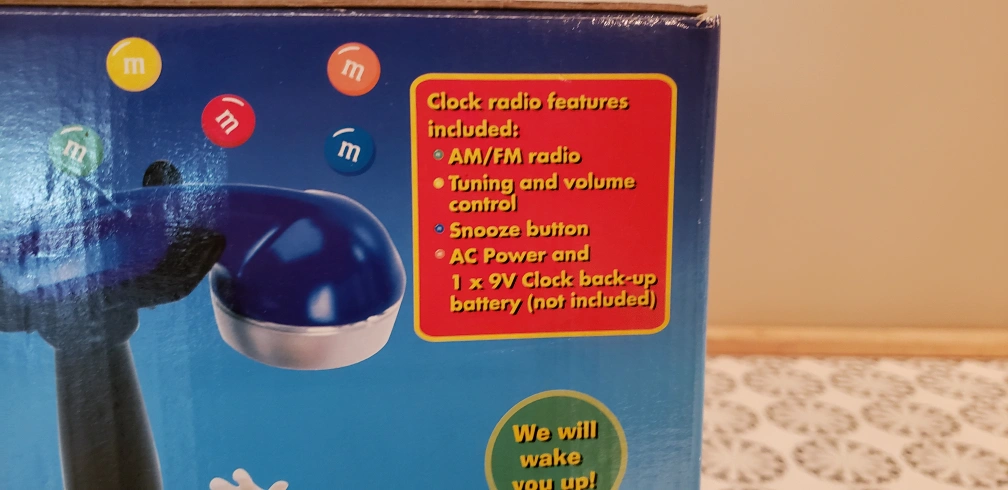 m
m
m
m
m
Clock radio features
included:
AM/FM radio
Tuning and volume
control
Snooze button
AC Power and
1 x 9V Clock back-up
battery (not included)
We will
wake
you up!